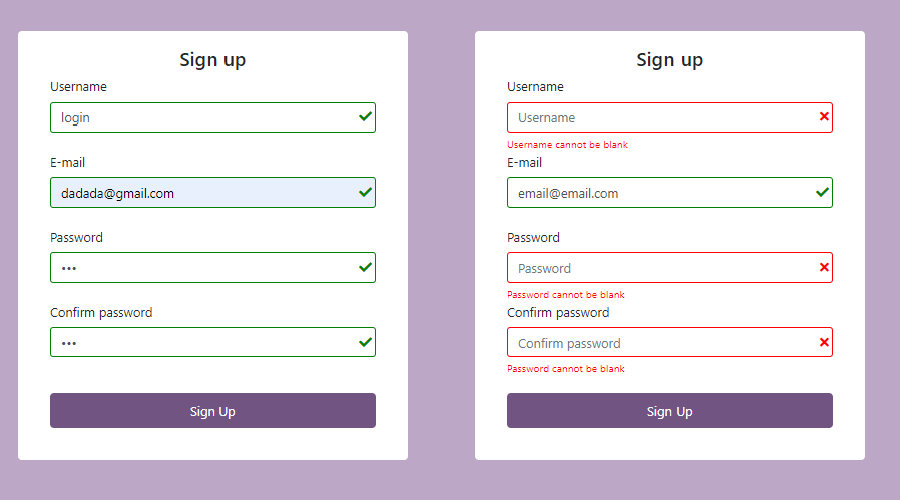 Sign up
Username
login
E-mail
dadada@gmail.com
Password
•••
Confirm password
•••
Sign Up
Sign up
Username
Username
Username cannot be blank
E-mail
email@email.com
Password
Password
Password cannot be blank
Confirm password
Confirm password
Password cannot be blank
Sign Up